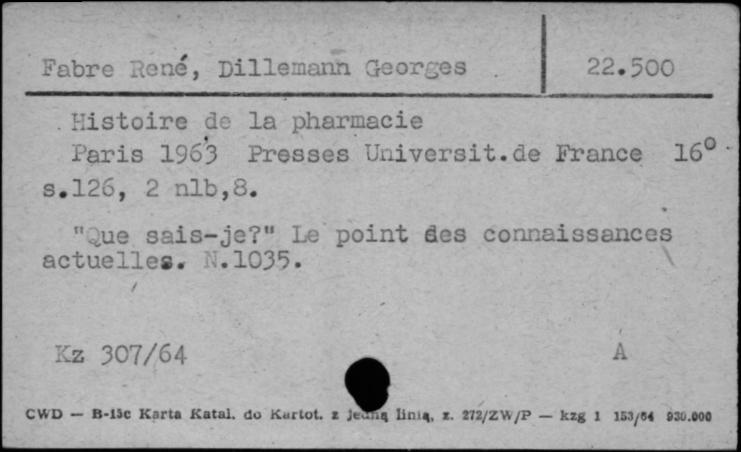 Fabre René, Dillemann Georges 22.500
Histoire de la pharmacie
Paris 1963 Presses Universit.de France 16°
s.126, 2 nlb,8.
"Que sais-je?" Le point des connaissances
actuelles. N.1035.
Kz 307/64 A
CWD — B-15c Karta Katal. do Kartot. z jedną linią, z. 272/ZW/P — kzg 1 153/64 930.000